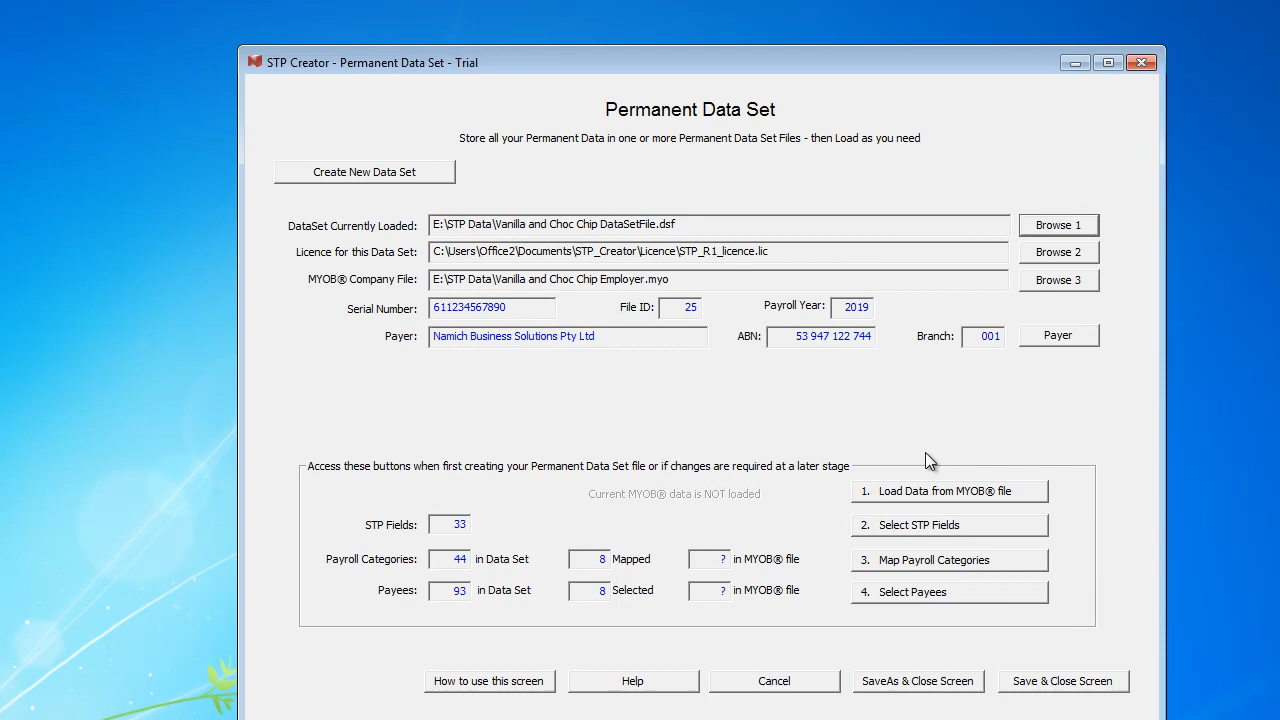 STP Creator - Permanent Data Set - Trial
Permanent Data Set
Store all your Permanent Data in one or more Permanent Data Set Files - then Load as you need
Create New Data Set
DataSet Currently Loaded: E:\STP Data\Vanilla and Choc Chip DataSetFile.dsf Browse 1
Licence for this Data Set: C:\Users\Office2\Documents\STP_Creator\Licence\STP_R1_licence.lic Browse 2
MYOB® Company File: E:\STP Data\Vanilla and Choc Chip Employer.myo Browse 3
Serial Number: 611234567890 File ID: 25 Payroll Year: 2019
Payer: Namich Business Solutions Pty Ltd ABN: 53 947 122 744 Branch: 001 Payer
Access these buttons when first creating your Permanent Data Set file or if changes are required at a later stage
Current MYOB® data is NOT loaded 1. Load Data from MYOB® file
STP Fields: 33 2. Select STP Fields
Payroll Categories: 44 in Data Set 8 Mapped ? in MYOB® file 3. Map Payroll Categories
Payees: 93 in Data Set 8 Selected ? in MYOB® file 4. Select Payees
How to use this screen Help Cancel SaveAs & Close Screen Save & Close Screen